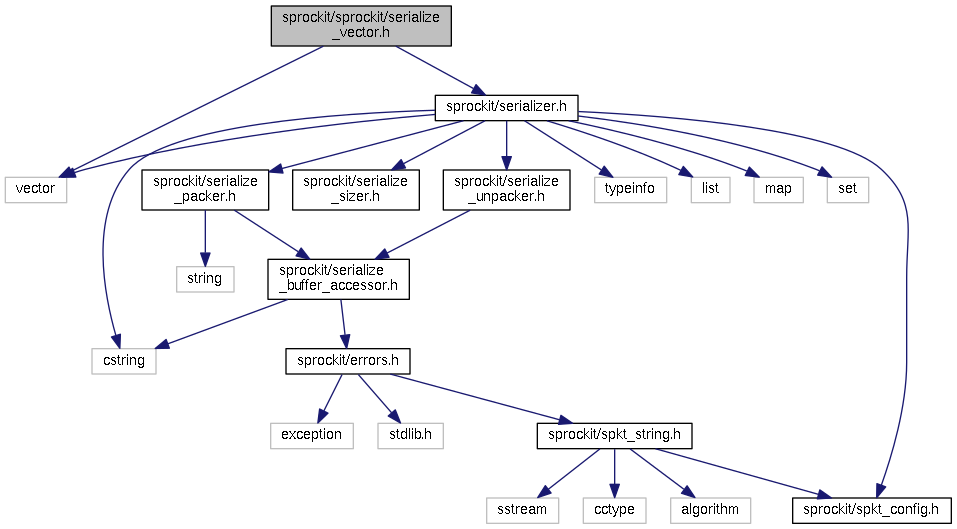 sprockit/sprockit/serialize
_vector.h
sprockit/serializer.h
vector
sprockit/serialize
_packer.h
sprockit/serialize
_sizer.h
sprockit/serialize
_unpacker.h
typeinfo
list
map
set
string
sprockit/serialize
_buffer_accessor.h
cstring
sprockit/errors.h
exception
stdlib.h
sprockit/spkt_string.h
sstream
cctype
algorithm
sprockit/spkt_config.h